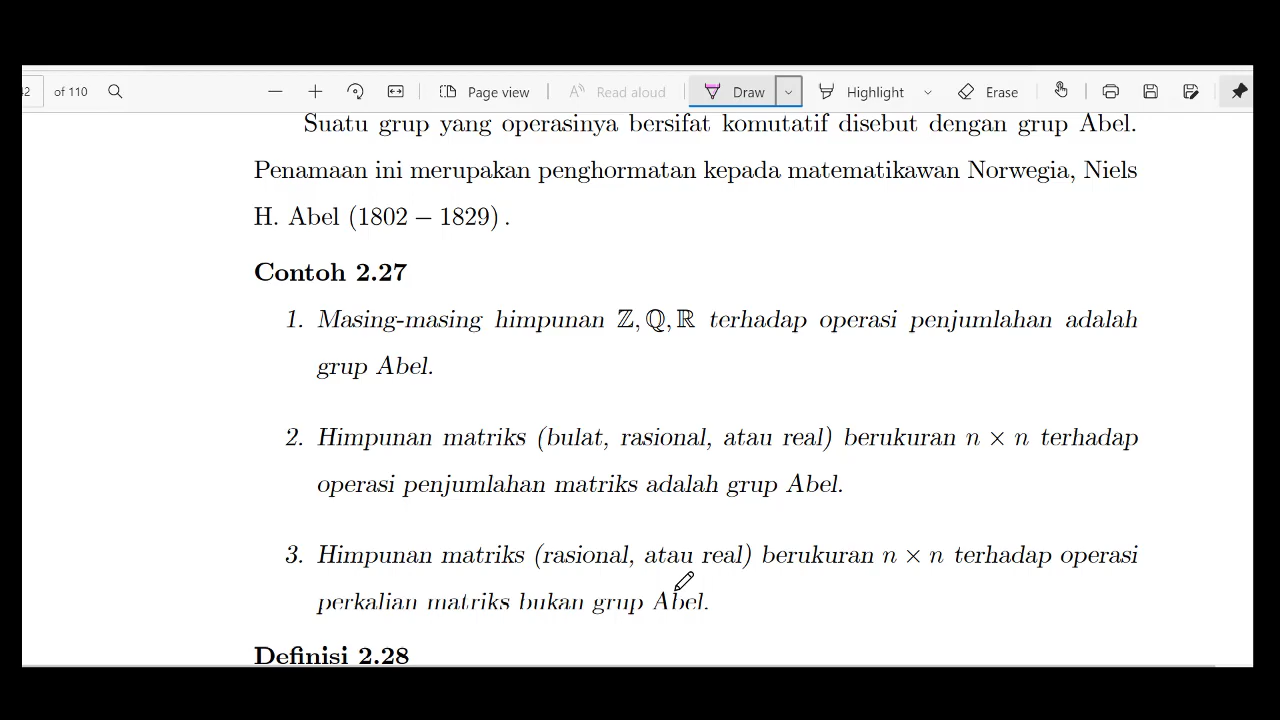 2 of 110 Page view Read aloud Draw Highlight Erase
Suatu grup yang operasinya bersifat komutatif disebut dengan grup Abel.
Penamaan ini merupakan penghormatan kepada matematikawan Norwegia, Niels
H. Abel (1802 − 1829) .
Contoh 2.27
1. Masing-masing himpunan ℤ, ℚ, ℝ terhadap operasi penjumlahan adalah
grup Abel.
2. Himpunan matriks (bulat, rasional, atau real) berukuran n × n terhadap
operasi penjumlahan matriks adalah grup Abel.
3. Himpunan matriks (rasional, atau real) berukuran n × n terhadap operasi
perkalian matriks bukan grup Abel.
Definisi 2.28